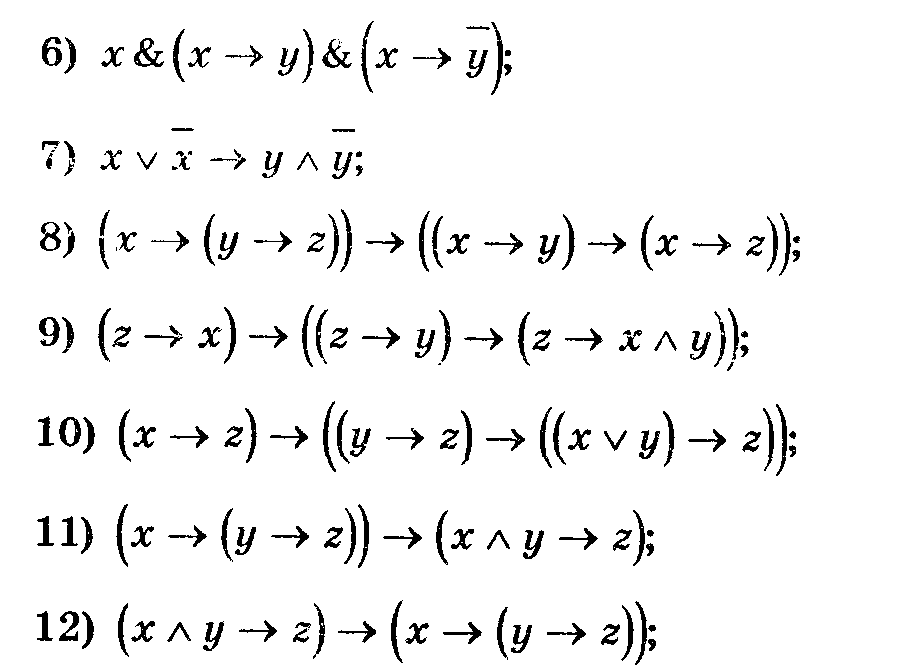 6) x & (x → y) & (x → y̅);
7) x ∨ x̅ → y ∧ y̅;
8) (x → (y → z)) → ((x → y) → (x → z));
9) (z → x) → ((z → y) → (z → x ∧ y));
10) (x → z) → ((y → z) → ((x ∨ y) → z));
11) (x → (y → z)) → (x ∧ y → z);
12) (x ∧ y → z) → (x → (y → z));